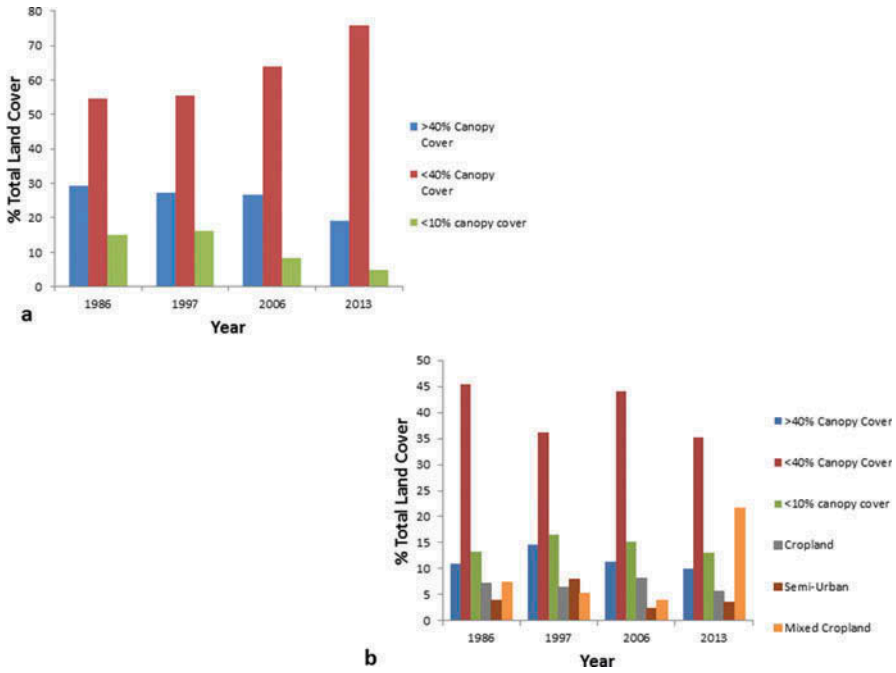 80
70
60
50
40
30
20
10
0
% Total Land Cover
1986 1997 2006 2013
Year
>40% Canopy
Cover
<40% Canopy
Cover
<10% canopy cover
a
50
45
40
35
30
25
20
15
10
5
0
% Total Land Cover
1986 1997 2006 2013
Year
>40% Canopy Cover
<40% Canopy Cover
<10% canopy cover
Cropland
Semi-Urban
Mixed Cropland
b